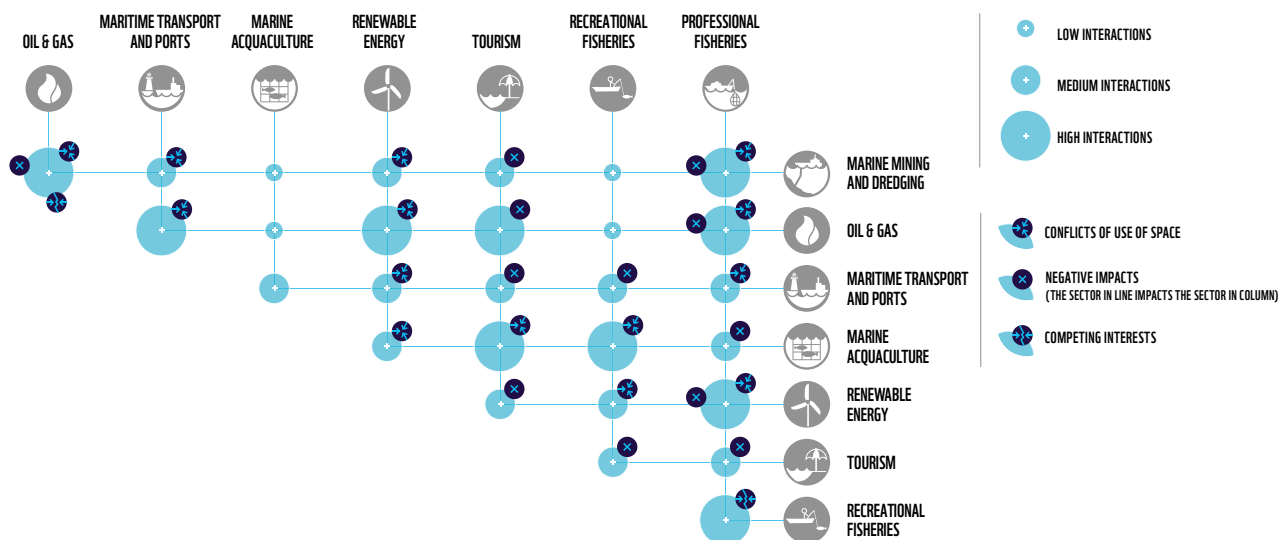 OIL & GAS
MARITIME TRANSPORT
AND PORTS
MARINE
ACQUACULTURE
RENEWABLE
ENERGY
TOURISM
RECREATIONAL
FISHERIES
PROFESSIONAL
FISHERIES
LOW INTERACTIONS
MEDIUM INTERACTIONS
HIGH INTERACTIONS
MARINE MINING
AND DREDGING
OIL & GAS
MARITIME TRANSPORT
AND PORTS
MARINE
ACQUACULTURE
RENEWABLE
ENERGY
TOURISM
RECREATIONAL
FISHERIES
CONFLICTS OF USE OF SPACE
NEGATIVE IMPACTS
(THE SECTOR IN LINE IMPACTS THE SECTOR IN COLUMN)
COMPETING INTERESTS